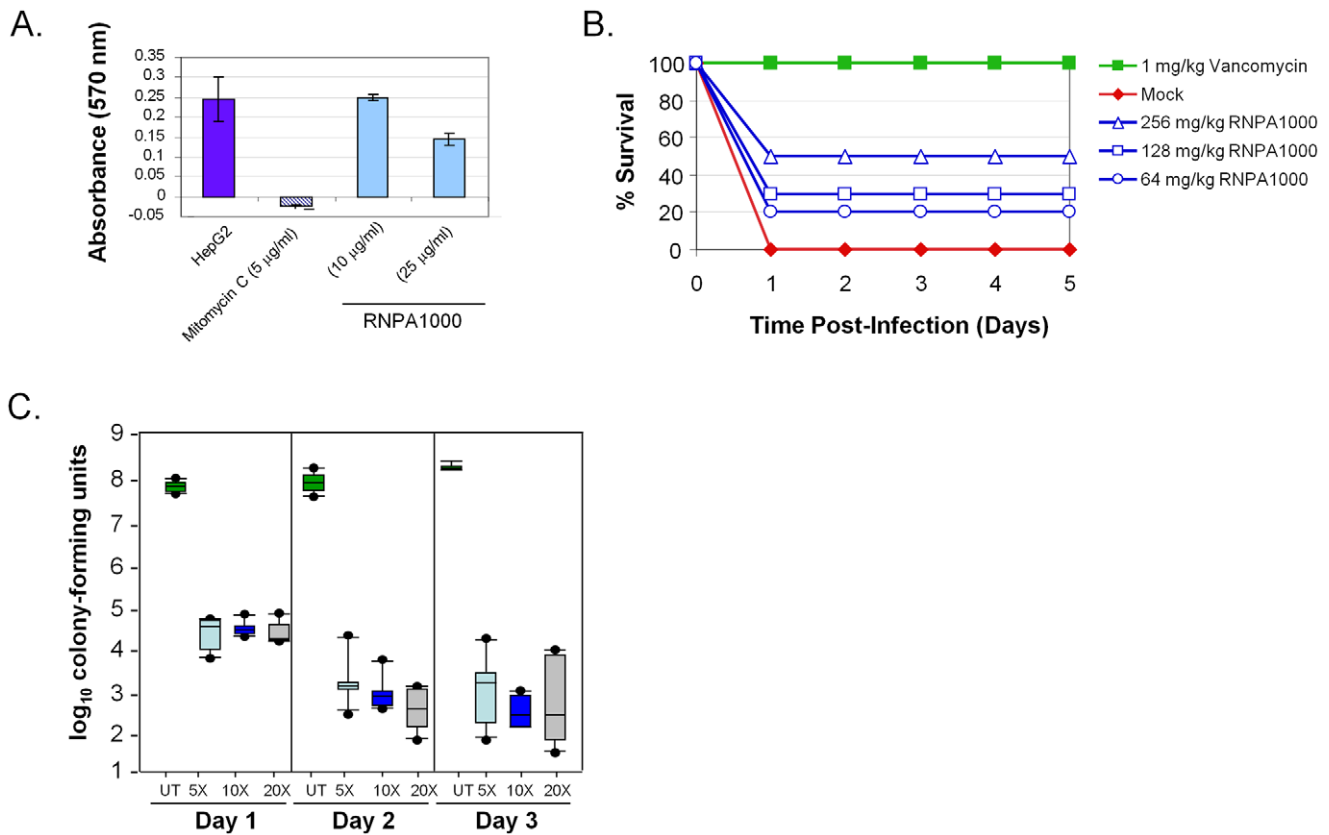 A.
Absorbance (570 nm)
0.35
0.3
0.25
0.2
0.15
0.1
0.05
0
-0.05
HepG2
Mitomycin C (5 µg/ml)
(10 µg/ml)
(25 µg/ml)
RNPA1000
B.
% Survival
100
80
60
40
20
0
0 1 2 3 4 5
Time Post-Infection (Days)
1 mg/kg Vancomycin
Mock
256 mg/kg RNPA1000
128 mg/kg RNPA1000
64 mg/kg RNPA1000
C.
log₁₀ colony-forming units
9
8
7
6
5
4
3
2
1
UT 5X 10X 20X UT 5X 10X 20X UT 5X 10X 20X
Day 1 Day 2 Day 3